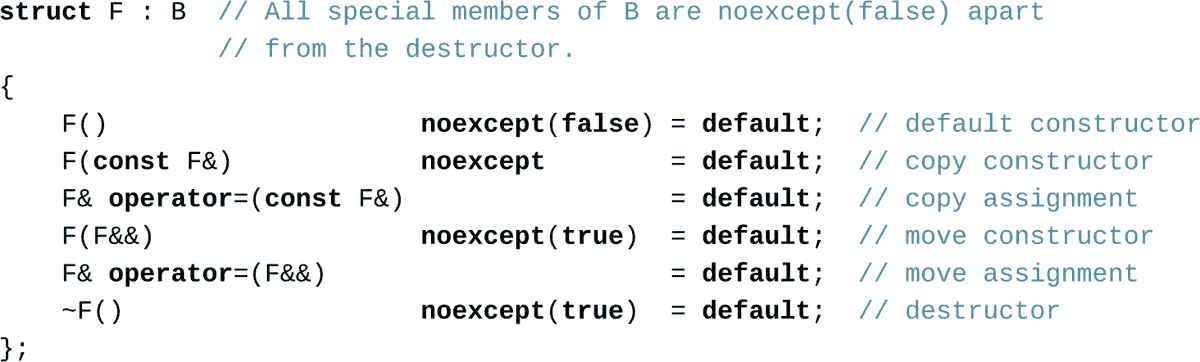 struct F : B  // All special members of B are noexcept(false) apart
              // from the destructor.
{
    F()                    noexcept(false) = default;  // default constructor
    F(const F&)            noexcept        = default;  // copy constructor
    F& operator=(const F&)                 = default;  // copy assignment
    F(F&&)                 noexcept(true)  = default;  // move constructor
    F& operator=(F&&)                      = default;  // move assignment
    ~F()                   noexcept(true)  = default;  // destructor
};